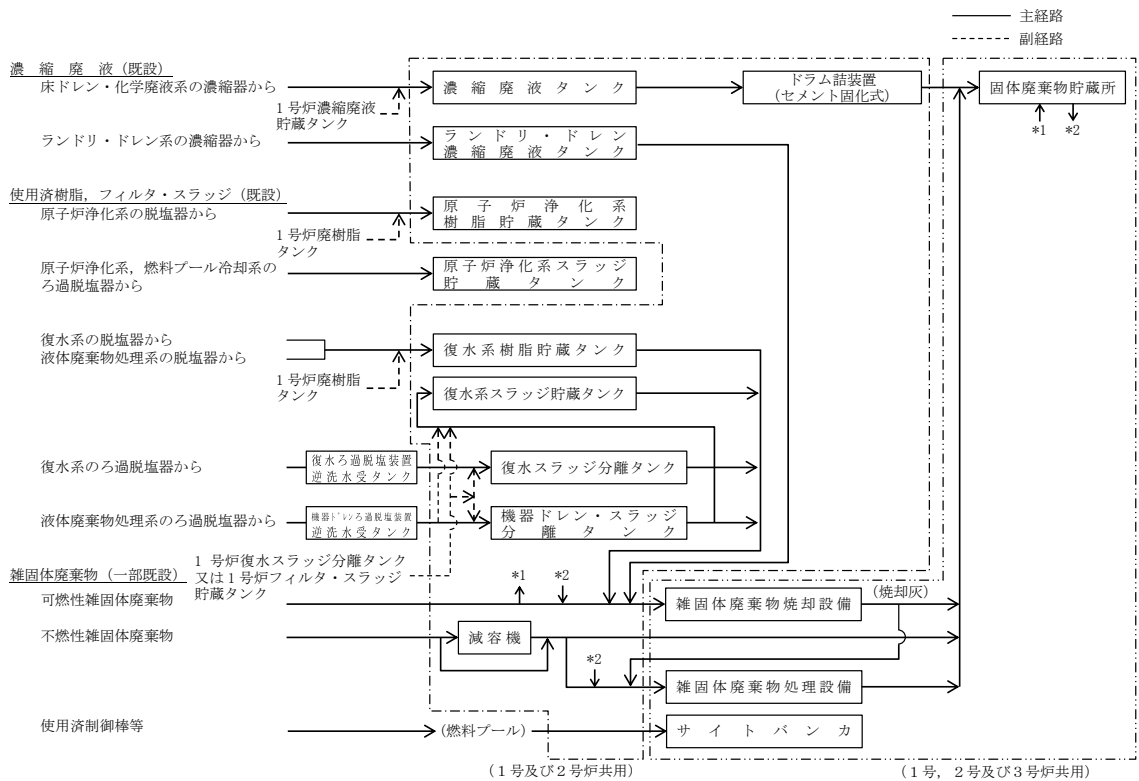 主経路
副経路
濃縮廃液(既設)
床ドレン・化学廃液系の濃縮器から
1号炉濃縮廃液
貯蔵タンク
濃縮廃液タンク
ドラム詰装置
(セメント固化式)
固体廃棄物貯蔵所
*1
*2
ランドリ・ドレン系の濃縮器から
ランドリ・ドレン
濃縮廃液タンク
使用済樹脂,フィルタ・スラッジ(既設)
原子炉浄化系の脱塩器から
1号炉廃樹脂
タンク
原子炉浄化系
樹脂貯蔵タンク
原子炉浄化系,燃料プール冷却系の
ろ過脱塩器から
原子炉浄化系スラッジ
貯蔵タンク
復水系の脱塩器から
液体廃棄物処理系の脱塩器から
1号炉廃樹脂
タンク
復水系樹脂貯蔵タンク
復水系スラッジ貯蔵タンク
復水系のろ過脱塩器から
復水ろ過脱塩装置
逆洗水受タンク
復水スラッジ分離タンク
液体廃棄物処理系のろ過脱塩器から
機器ドレンろ過脱塩装置
逆洗水受タンク
機器ドレン・スラッジ
分離タンク
1号炉復水スラッジ分離タンク
又は1号炉フィルタ・スラッジ
貯蔵タンク
雑固体廃棄物(一部既設)
可燃性雑固体廃棄物
*1
*2
雑固体廃棄物焼却設備
(焼却灰)
不燃性雑固体廃棄物
減容機
*2
雑固体廃棄物処理設備
使用済制御棒等
(燃料プール)
サイトバンカ
(1号及び2号炉共用)
(1号,2号及び3号炉共用)